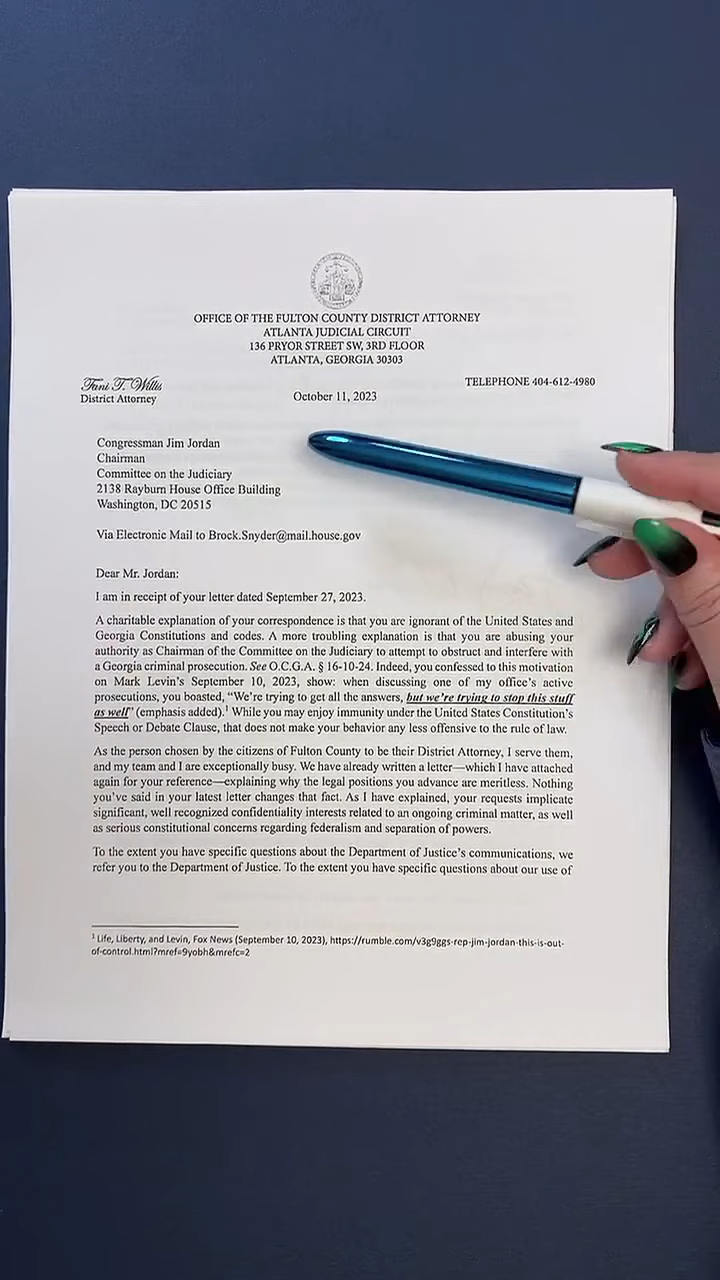 OFFICE OF THE FULTON COUNTY DISTRICT ATTORNEY
ATLANTA JUDICIAL CIRCUIT
136 PRYOR STREET SW, 3RD FLOOR
ATLANTA, GEORGIA 30303
Fani T. Willis
District Attorney
TELEPHONE 404-612-4980
October 11, 2023
Congressman Jim Jordan
Chairman
Committee on the Judiciary
2138 Rayburn House Office Building
Washington, DC 20515
Via Electronic Mail to Brock.Snyder@mail.house.gov
Dear Mr. Jordan:
I am in receipt of your letter dated September 27, 2023.
A charitable explanation of your correspondence is that you are ignorant of the United States and
Georgia Constitutions and codes. A more troubling explanation is that you are abusing your
authority as Chairman of the Committee on the Judiciary to attempt to obstruct and interfere with
a Georgia criminal prosecution. See O.C.G.A. § 16-10-24. Indeed, you confessed to this motivation
on Mark Levin's September 10, 2023, show: when discussing one of my office's active
prosecutions, you boasted, "We're trying to get all the answers, but we're trying to stop this stuff
as well" (emphasis added).¹ While you may enjoy immunity under the United States Constitution's
Speech or Debate Clause, that does not make your behavior any less offensive to the rule of law.
As the person chosen by the citizens of Fulton County to be their District Attorney, I serve them,
and my team and I are exceptionally busy. We have already written a letter—which I have attached
again for your reference—explaining why the legal positions you advance are meritless. Nothing
you've said in your latest letter changes that fact. As I have explained, your requests implicate
significant, well recognized confidentiality interests related to an ongoing criminal matter, as well
as serious constitutional concerns regarding federalism and separation of powers.
To the extent you have specific questions about the Department of Justice's communications, we
refer you to the Department of Justice. To the extent you have specific questions about our use of
¹ Life, Liberty, and Levin, Fox News (September 10, 2023), https://rumble.com/v3g9ggs-rep-jim-jordan-this-is-out-
of-control.html?mref=9yobh&mrefc=2